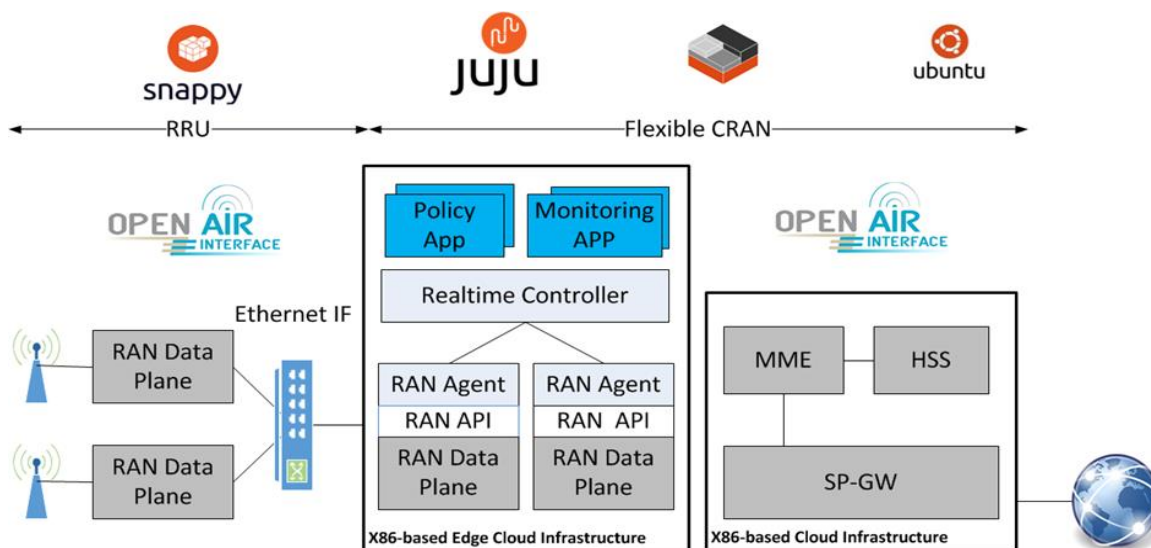 snappy
juju
ubuntu
RRU
Flexible CRAN
OPEN AIR
INTERFACE
Policy
App
Monitoring
APP
OPEN AIR
INTERFACE
Realtime Controller
Ethernet IF
RAN Data
Plane
RAN Data
Plane
RAN Agent
RAN API
RAN Data
Plane
RAN Agent
RAN API
RAN Data
Plane
MME
HSS
SP-GW
X86-based Edge Cloud Infrastructure
X86-based Cloud Infrastructure